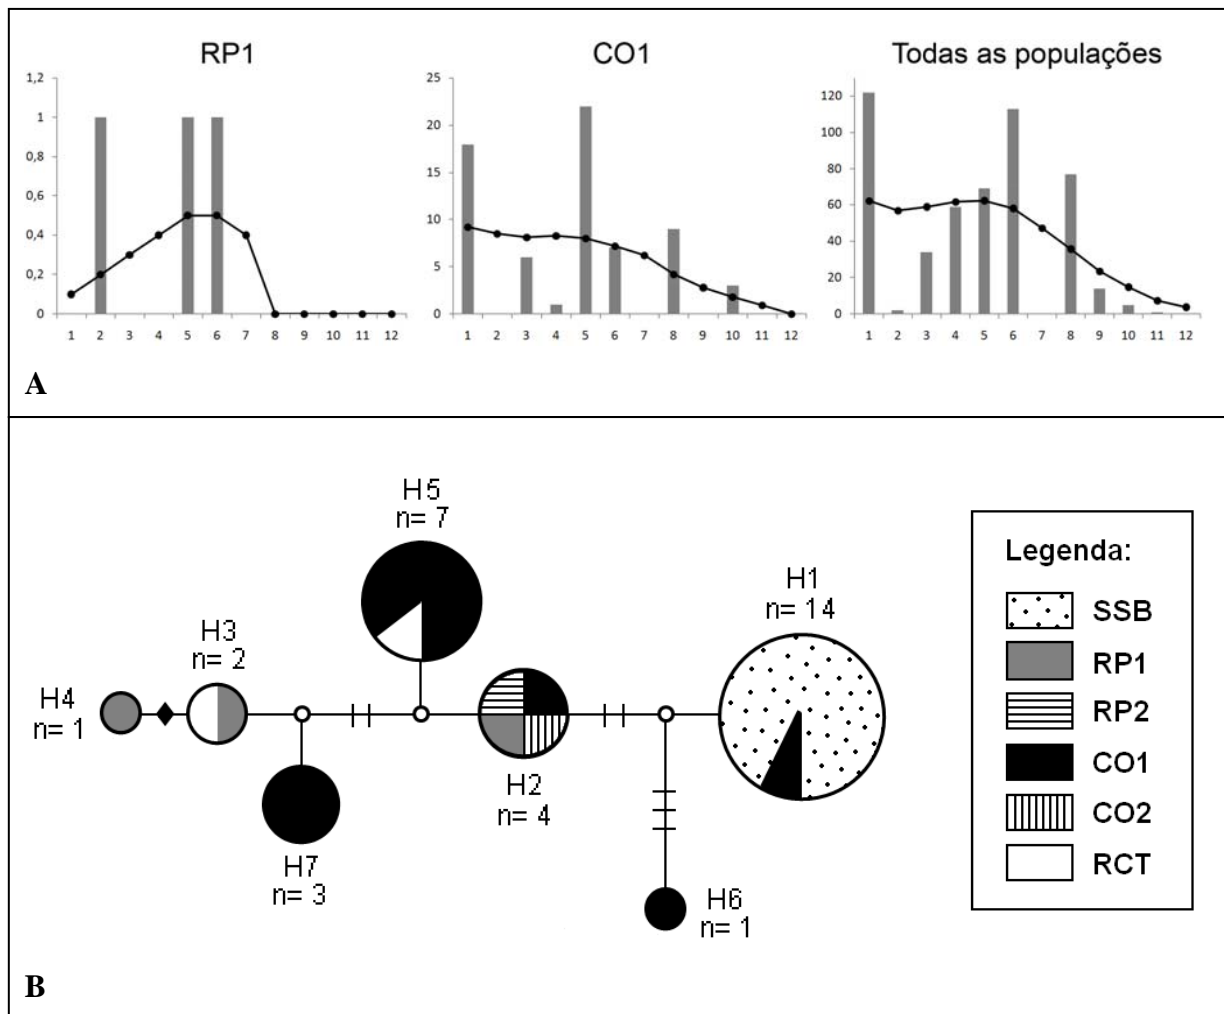 RP1
CO1
Todas as populações
1,2
1
0,8
0,6
0,4
0,2
0
1 2 3 4 5 6 7 8 9 10 11 12
25
20
15
10
5
0
1 2 3 4 5 6 7 8 9 10 11 12
120
100
80
60
40
20
0
1 2 3 4 5 6 7 8 9 10 11 12
A
H5
n= 7
H1
n= 14
H3
n= 2
H4
n= 1
H2
n= 4
H7
n= 3
H6
n= 1
Legenda:
SSB
RP1
RP2
CO1
CO2
RCT
B